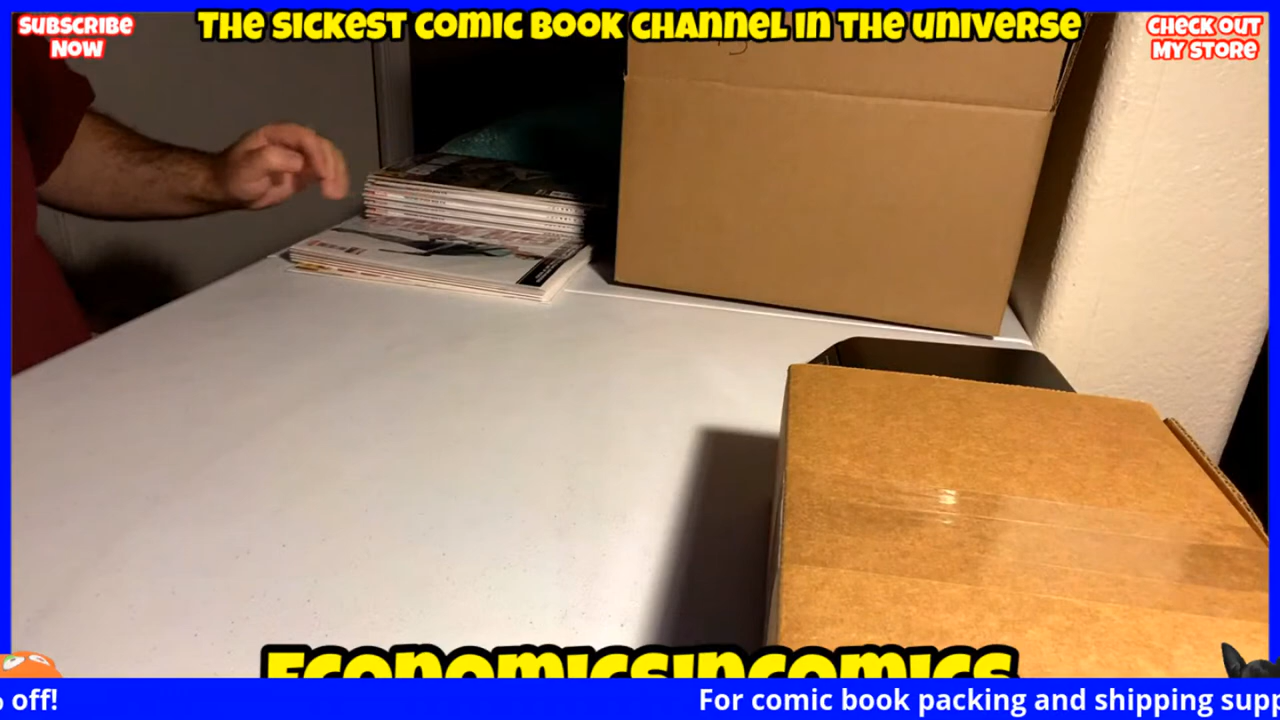 SUBSCRIBE
NOW
THE SICKEST COMIC BOOK CHANNEL IN THE UNIVERSE
CHECK OUT
MY STORE
ECONOMICSINCOMICS
off!
For comic book packing and shipping supp